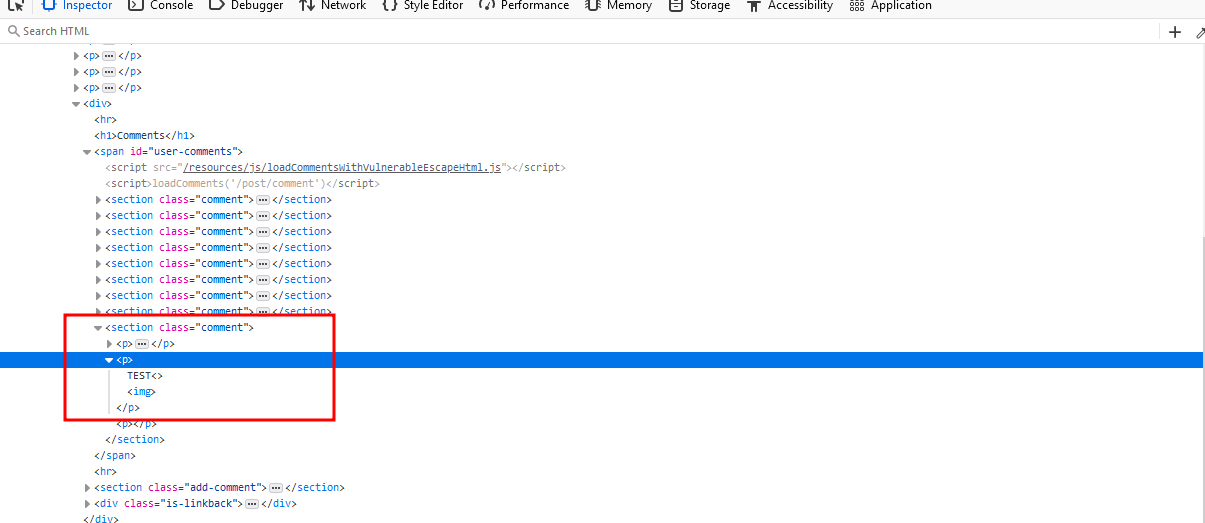 Inspector Console Debugger Network Style Editor Performance Memory Storage Accessibility Application
Search HTML
<p>…</p>
<p>…</p>
<p>…</p>
<div>
<hr>
<h1>Comments</h1>
<span id="user-comments">
<script src="/resources/js/loadCommentsWithVulnerableEscapeHtml.js"></script>
<script>loadComments('/post/comment')</script>
<section class="comment">…</section>
<section class="comment">…</section>
<section class="comment">…</section>
<section class="comment">…</section>
<section class="comment">…</section>
<section class="comment">…</section>
<section class="comment">…</section>
<section class="comment">…</section>
<section class="comment">
<p>…</p>
<p>
TEST<>
<img>
</p>
<p></p>
</section>
</span>
<hr>
<section class="add-comment">…</section>
<div class="is-linkback">…</div>
</div>